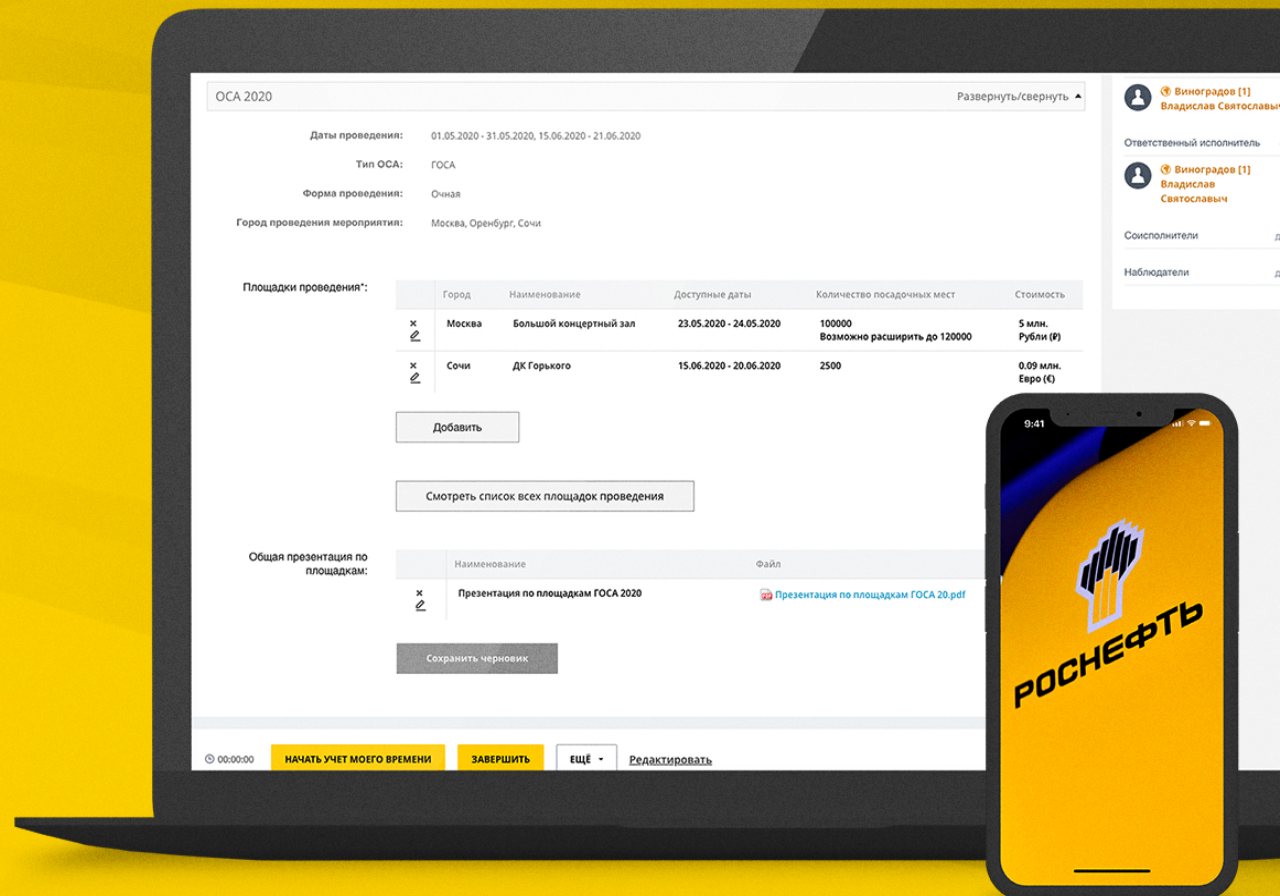 ОСА 2020
Развернуть/свернуть
Даты проведения: 01.05.2020 - 31.05.2020, 15.06.2020 - 21.06.2020
Тип ОСА: ГОСА
Форма проведения: Очная
Город проведения мероприятия: Москва, Оренбург, Сочи
Площадки проведения*:
Город Наименование Доступные даты Количество посадочных мест Стоимость
Москва Большой концертный зал 23.05.2020 - 24.05.2020 100000 5 млн.
Возможно расширить до 120000 Рубли (₽)
Сочи ДК Горького 15.06.2020 - 20.06.2020 2500 0.09 млн.
Евро (€)
Добавить
Смотреть список всех площадок проведения
Общая презентация по
площадкам:
Наименование Файл
Презентация по площадкам ГОСА 2020 Презентация по площадкам ГОСА 20.pdf
Сохранить черновик
00:00:00 НАЧАТЬ УЧЕТ МОЕГО ВРЕМЕНИ ЗАВЕРШИТЬ ЕЩЁ Редактировать
Виноградов [1]
Владислав Святославыч
Ответственный исполнитель
Виноградов [1]
Владислав
Святославыч
Соисполнители
Наблюдатели
9:41
РОСНЕФТЬ